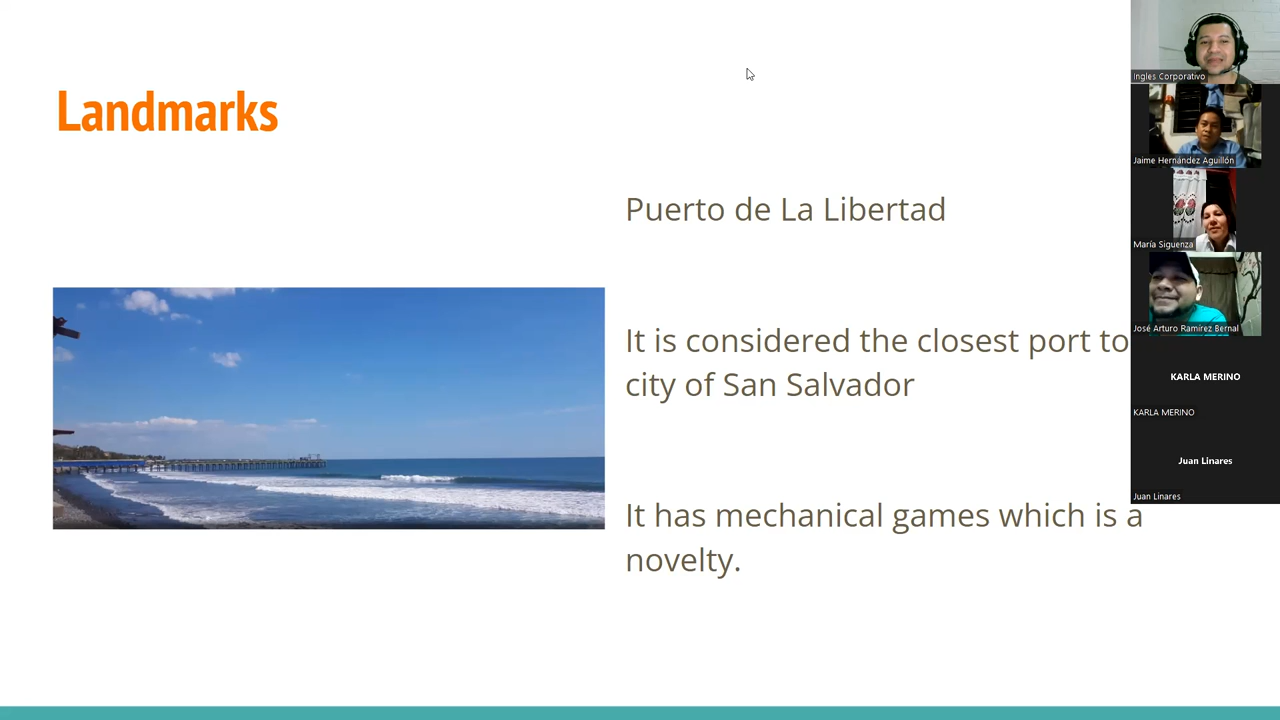 Landmarks
Puerto de La Libertad
It is considered the closest port to
city of San Salvador
It has mechanical games which is a
novelty.
Ingles Corporativo
Jaime Hernández Aguillón
María Siguenza
José Arturo Ramírez Bernal
KARLA MERINO
KARLA MERINO
Juan Linares
Juan Linares